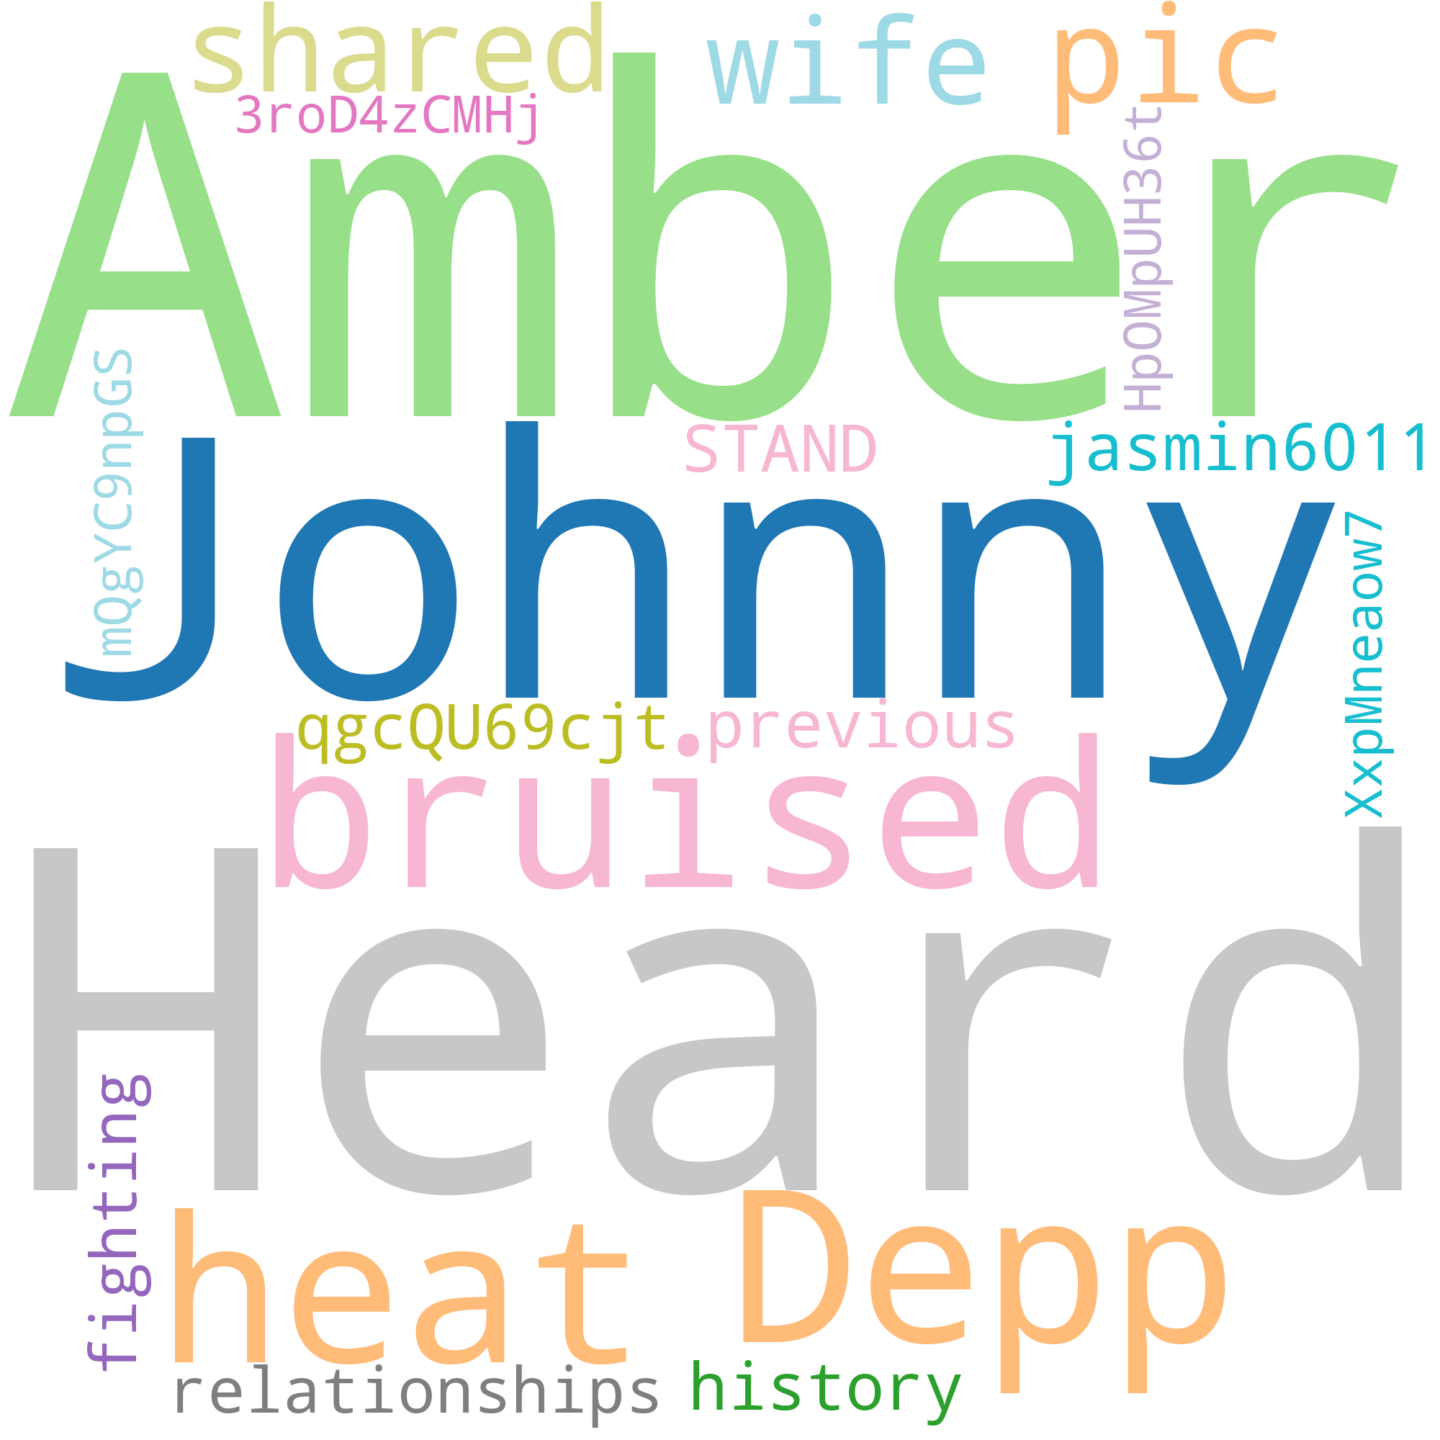 shared
wife
pic
3roD4zCMHj
Amber
HpOMpUH36t
mQgYC9npGS
STAND
jasmin6011
Johnny
XxpMneaow7
qgcQU69cjt
previous
bruised
Heard
fighting
heat
Depp
relationships
history